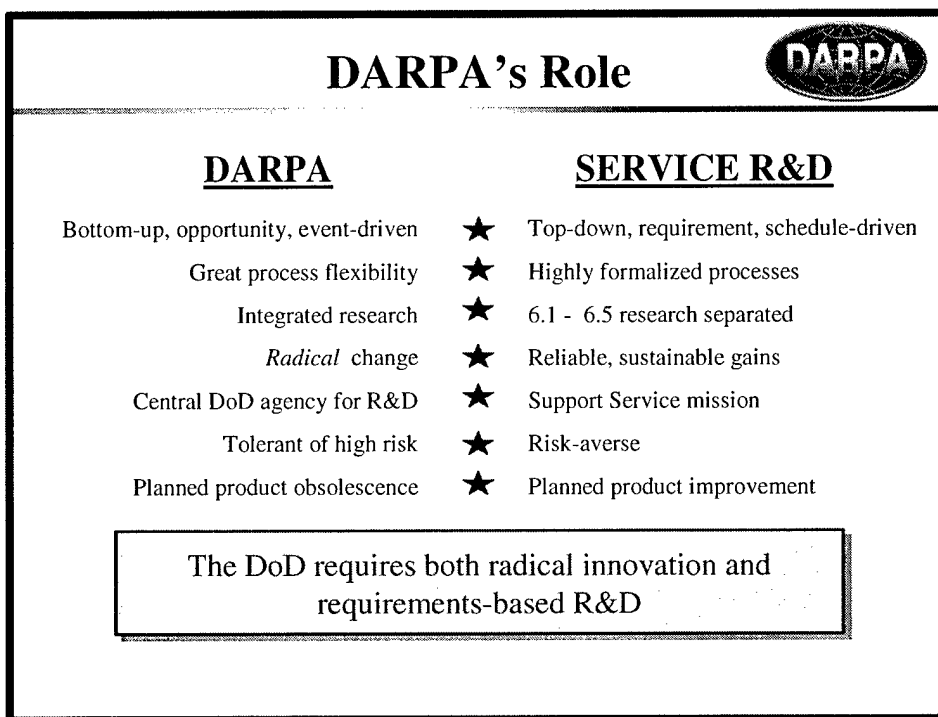 DARPA's Role
DARPA
DARPA SERVICE R&D
Bottom-up, opportunity, event-driven ★ Top-down, requirement, schedule-driven
Great process flexibility ★ Highly formalized processes
Integrated research ★ 6.1 - 6.5 research separated
Radical change ★ Reliable, sustainable gains
Central DoD agency for R&D ★ Support Service mission
Tolerant of high risk ★ Risk-averse
Planned product obsolescence ★ Planned product improvement
The DoD requires both radical innovation and
requirements-based R&D